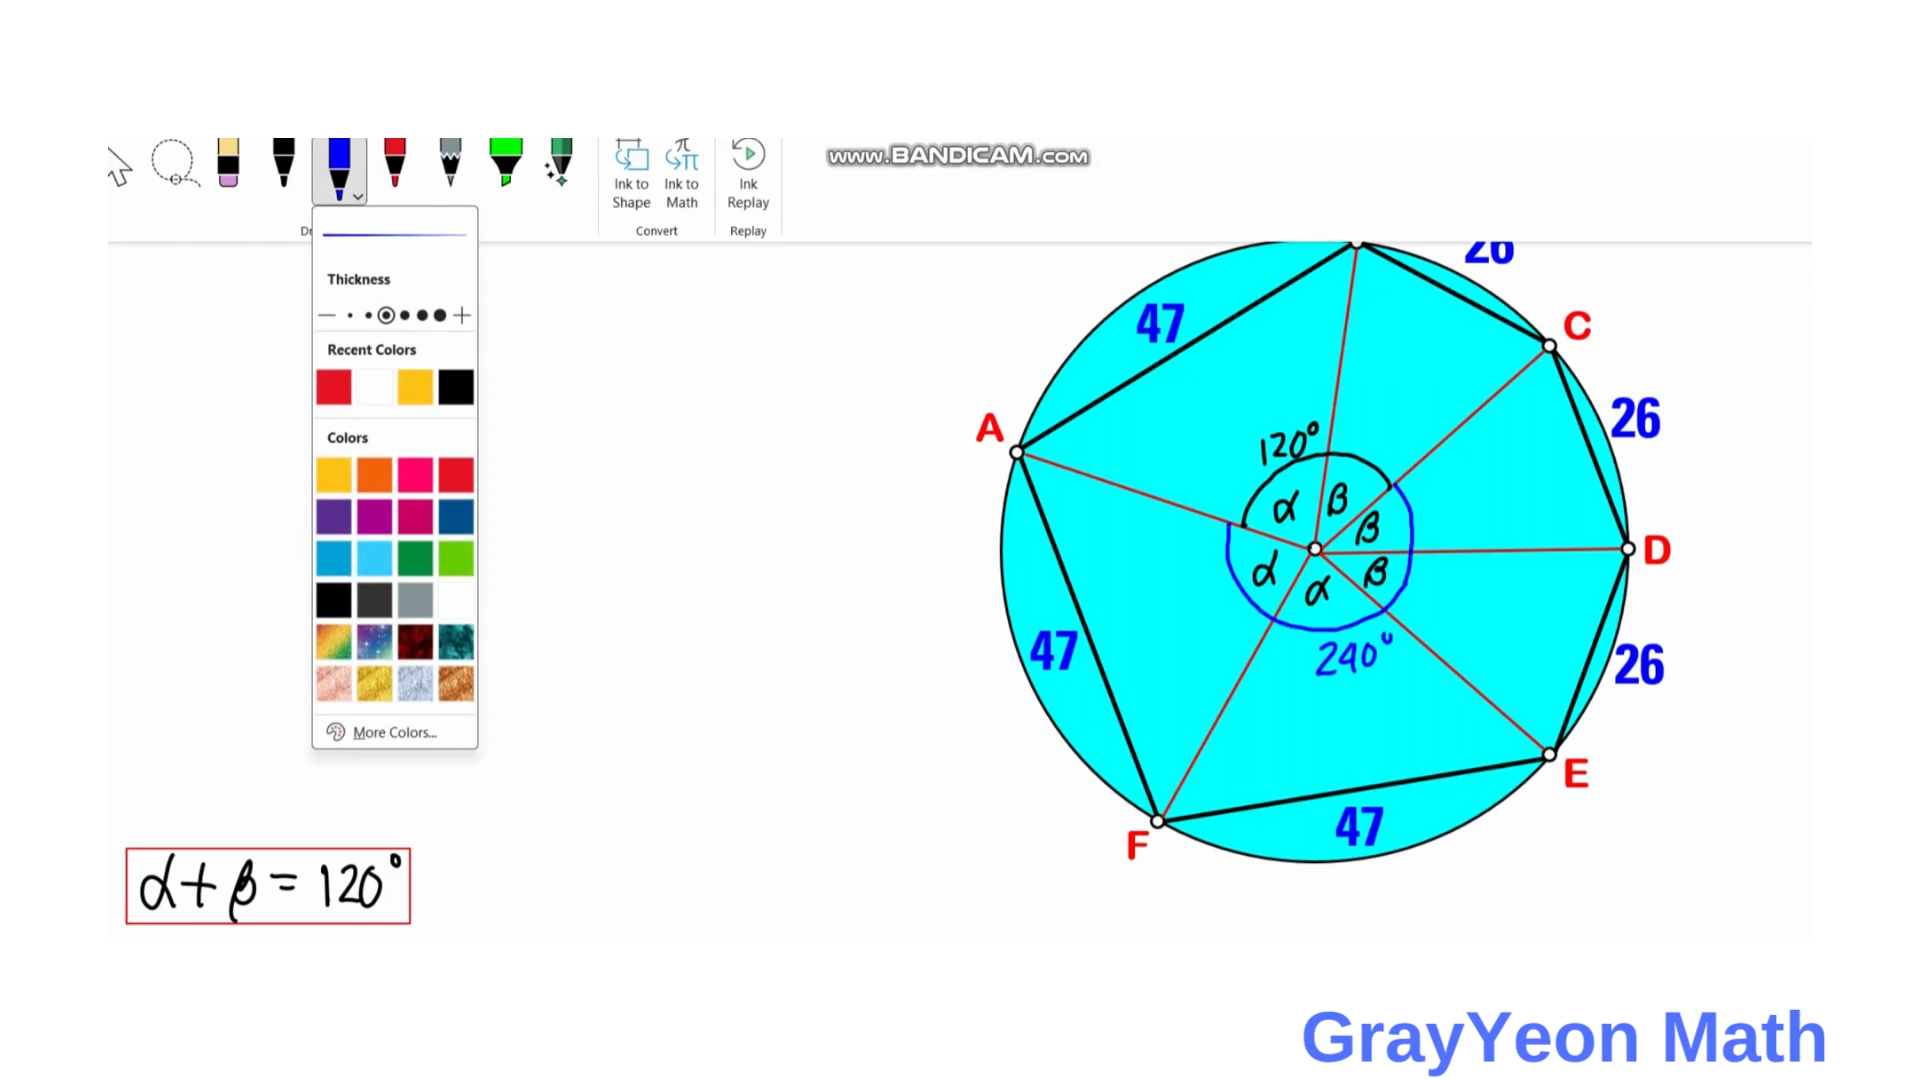 www.BANDICAM.com
Ink to Shape
Ink to Math
Ink Replay
Convert
Replay
Thickness
Recent Colors
Colors
More Colors...
26
47
C
A
26
120°
α β
β
α α β
D
240°
47
26
E
47
F
α + β = 120°
GrayYeon Math